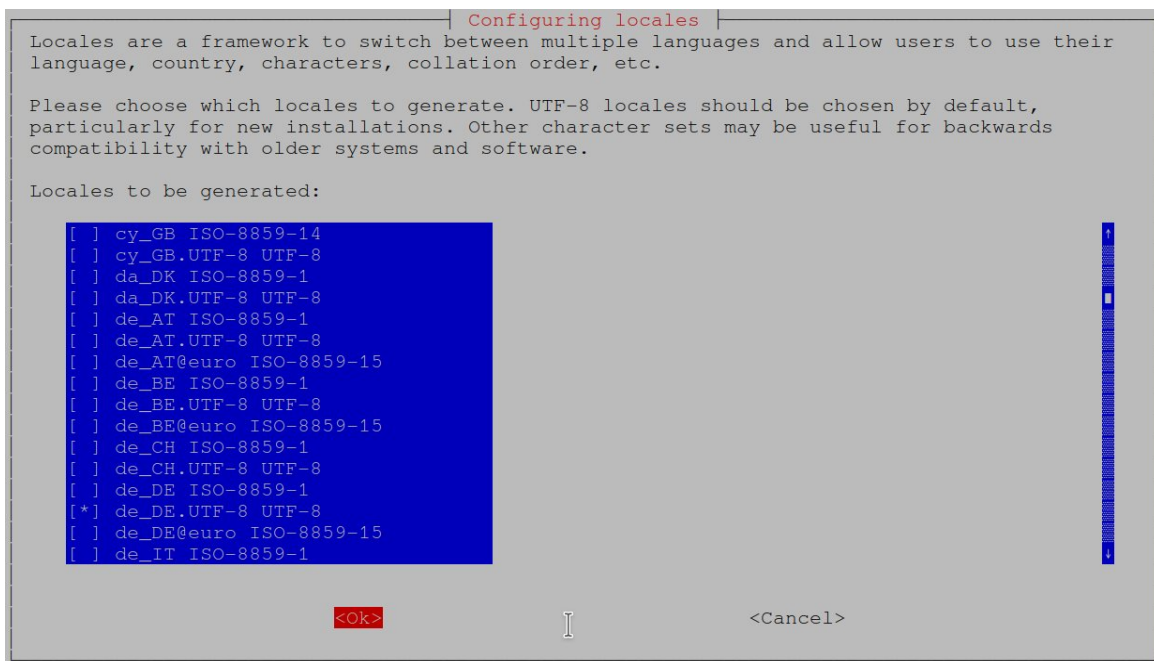 Configuring locales
Locales are a framework to switch between multiple languages and allow users to use their
language, country, characters, collation order, etc.
Please choose which locales to generate. UTF-8 locales should be chosen by default,
particularly for new installations. Other character sets may be useful for backwards
compatibility with older systems and software.
Locales to be generated:
[ ] cy_GB ISO-8859-14
[ ] cy_GB.UTF-8 UTF-8
[ ] da_DK ISO-8859-1
[ ] da_DK.UTF-8 UTF-8
[ ] de_AT ISO-8859-1
[ ] de_AT.UTF-8 UTF-8
[ ] de_AT@euro ISO-8859-15
[ ] de_BE ISO-8859-1
[ ] de_BE.UTF-8 UTF-8
[ ] de_BE@euro ISO-8859-15
[ ] de_CH ISO-8859-1
[ ] de_CH.UTF-8 UTF-8
[ ] de_DE ISO-8859-1
[*] de_DE.UTF-8 UTF-8
[ ] de_DE@euro ISO-8859-15
[ ] de_IT ISO-8859-1
<Ok> <Cancel>